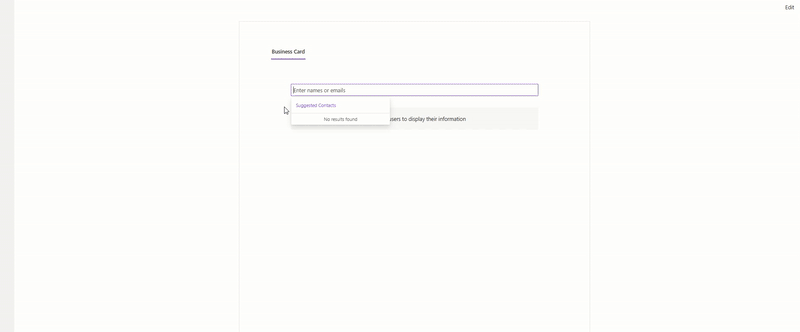 Edit
Business Card
Enter names or emails
Suggested Contacts
No results found
users to display their information